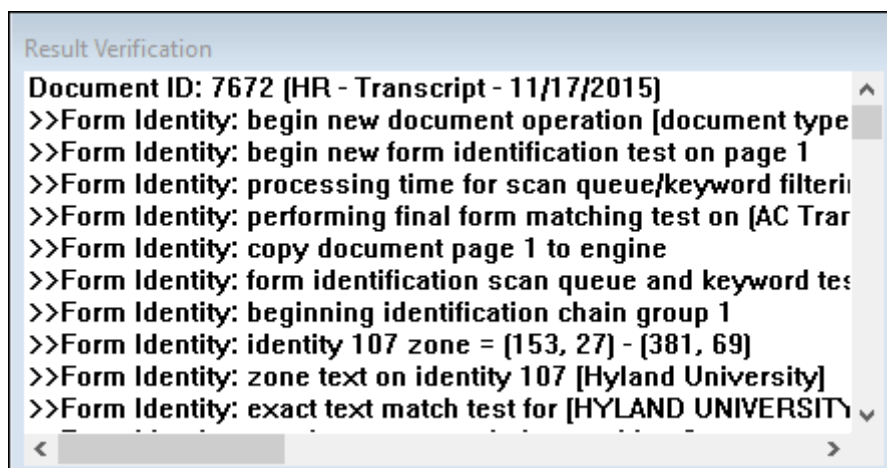 Result Verification
Document ID: 7672 (HR - Transcript - 11/17/2015)
>>Form Identity: begin new document operation [document type
>>Form Identity: begin new form identification test on page 1
>>Form Identity: processing time for scan queue/keyword
>>Form Identity: performing final form matching test on (AC
>>Form Identity: copy document page 1 to engine
>>Form Identity: form identification scan queue and keyword
>>Form Identity: beginning identification chain group 1
>>Form Identity: identity 107 zone = (153, 27) - (381, 69)
>>Form Identity: zone text on identity 107 [Hyland University]
>>Form Identity: exact text match test for [HYLAND UNIVERSITY